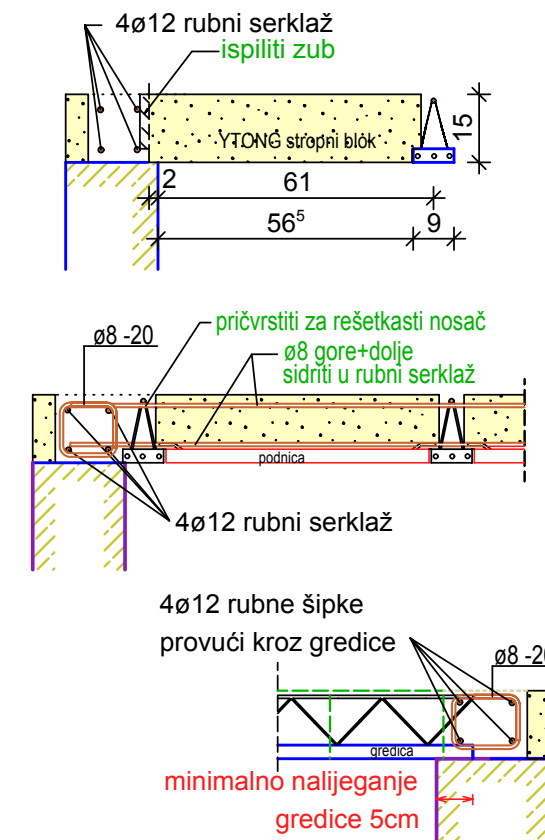 4ø12 rubni serklaž
ispiliti zub
YTONG stropni blok
15
2
61
56⁵
9
pričvrstiti za rešetkasti nosač
ø8 -20
ø8 gore+dolje
sidriti u rubni serklaž
podnica
4ø12 rubni serklaž
4ø12 rubne šipke
provući kroz gredice
ø8 -20
gredica
minimalno nalijeganje
gredice 5cm